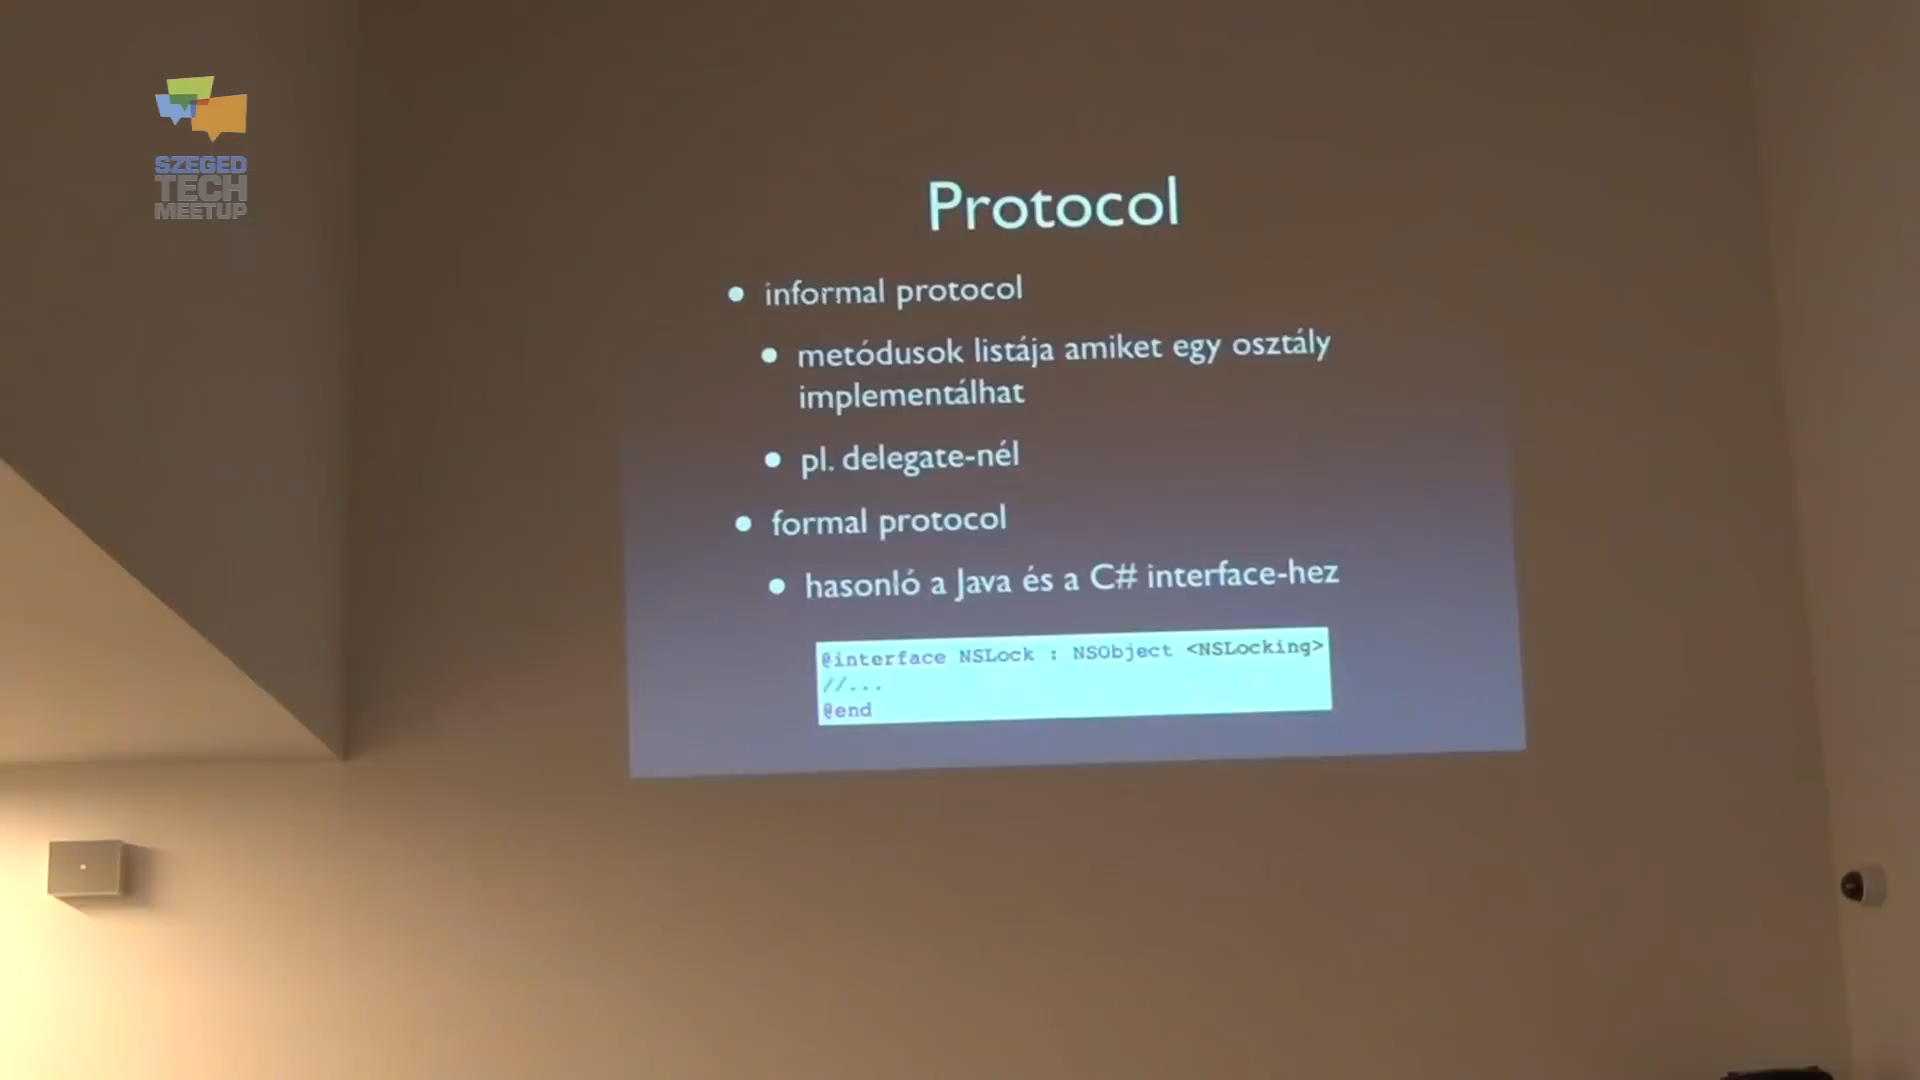 SZEGED
TECH
MEETUP
Protocol
• informal protocol
• metódusok listája amiket egy osztály
implementálhat
• pl. delegate-nél
• formal protocol
• hasonló a Java és a C# interface-hez
@interface NSLock : NSObject <NSLocking>
//...
@end